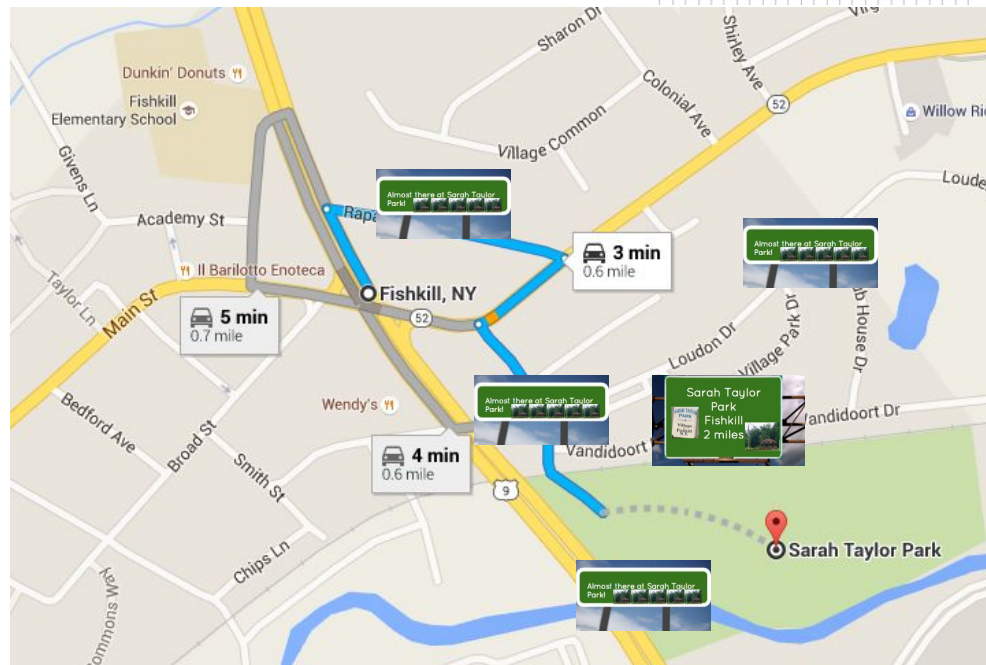 Sharon Dr
Shirley Ave
Dunkin' Donuts
Colonial Ave
52
Fishkill
Elementary School
Willow
Village Common
Givens Ln
Almost there at Sarah Taylor
Park!
Academy St
3 min
0.6 mile
Almost there at Sarah Taylor
Park!
Il Barilotto Enoteca
Taylor Ln
Main St
Fishkill, NY
5 min
0.7 mile
52
House Dr
Loudon Dr
Village Park Dr
Wendy's
Almost there at Sarah Taylor
Park!
Sarah Taylor
Park
Fishkill
2 miles
Bedford Ave
Broad St
Vandidoort Dr
Vandidoort
4 min
0.6 mile
Smith St
9
Chips Ln
Sarah Taylor Park
Almost there at Sarah Taylor
Park!
ommons Way